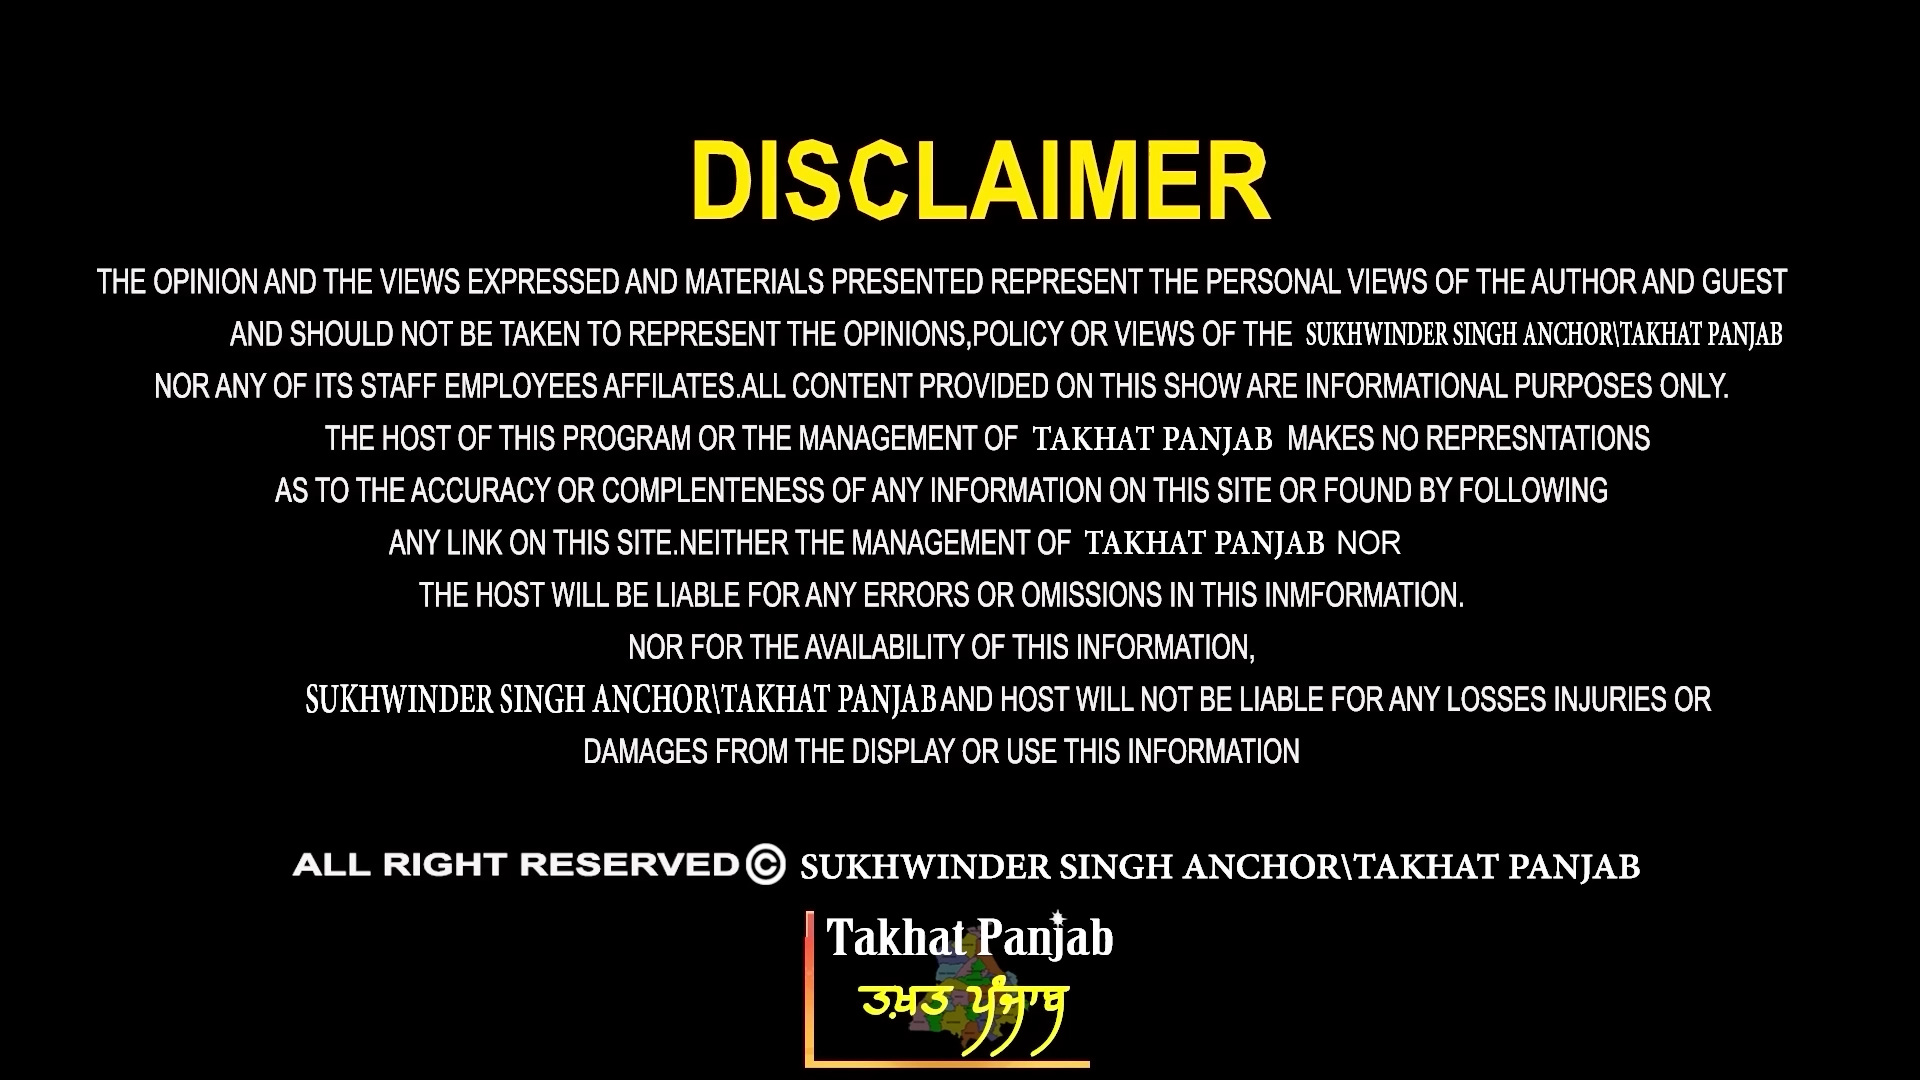 DISCLAIMER
THE OPINION AND THE VIEWS EXPRESSED AND MATERIALS PRESENTED REPRESENT THE PERSONAL VIEWS OF THE AUTHOR AND GUEST
AND SHOULD NOT BE TAKEN TO REPRESENT THE OPINIONS,POLICY OR VIEWS OF THE SUKHWINDER SINGH ANCHOR\TAKHAT PANJAB
NOR ANY OF ITS STAFF EMPLOYEES AFFILATES.ALL CONTENT PROVIDED ON THIS SHOW ARE INFORMATIONAL PURPOSES ONLY.
THE HOST OF THIS PROGRAM OR THE MANAGEMENT OF TAKHAT PANJAB MAKES NO REPRESNTATIONS
AS TO THE ACCURACY OR COMPLENTENESS OF ANY INFORMATION ON THIS SITE OR FOUND BY FOLLOWING
ANY LINK ON THIS SITE.NEITHER THE MANAGEMENT OF TAKHAT PANJAB NOR
THE HOST WILL BE LIABLE FOR ANY ERRORS OR OMISSIONS IN THIS INMFORMATION.
NOR FOR THE AVAILABILITY OF THIS INFORMATION,
SUKHWINDER SINGH ANCHOR\TAKHAT PANJAB AND HOST WILL NOT BE LIABLE FOR ANY LOSSES INJURIES OR
DAMAGES FROM THE DISPLAY OR USE THIS INFORMATION
ALL RIGHT RESERVED © SUKHWINDER SINGH ANCHOR\TAKHAT PANJAB
Takhat Panjab
ਤਖ਼ਤ ਪੰਜਾਬ